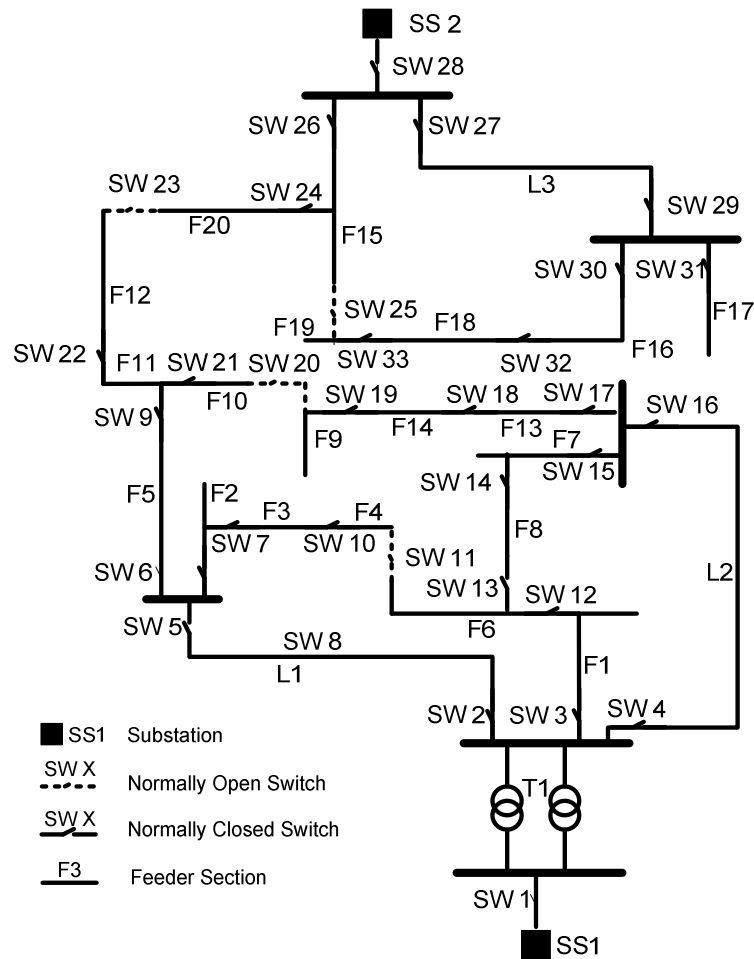 SS 2
SW 28
SW 26
SW 27
SW 23
SW 24
L3
F20
SW 29
F15
SW 30
SW 31
F12
SW 25
F17
F19
F18
SW 33
SW 32
F16
SW 22
F11
SW 21
SW 20
F10
SW 19
SW 18
SW 17
SW 16
SW 9
F9
F14
F13
F7
SW 15
SW 14
F5
F2
F3
F4
F8
SW 7
SW 10
SW 11
L2
SW 6
SW 13
SW 12
SW 5
F6
SW 8
F1
L1
SW 2
SW 3
SW 4
SS1 Substation
T1
SW X
Normally Open Switch
SW X
Normally Closed Switch
F3
Feeder Section
SW 1
SS1